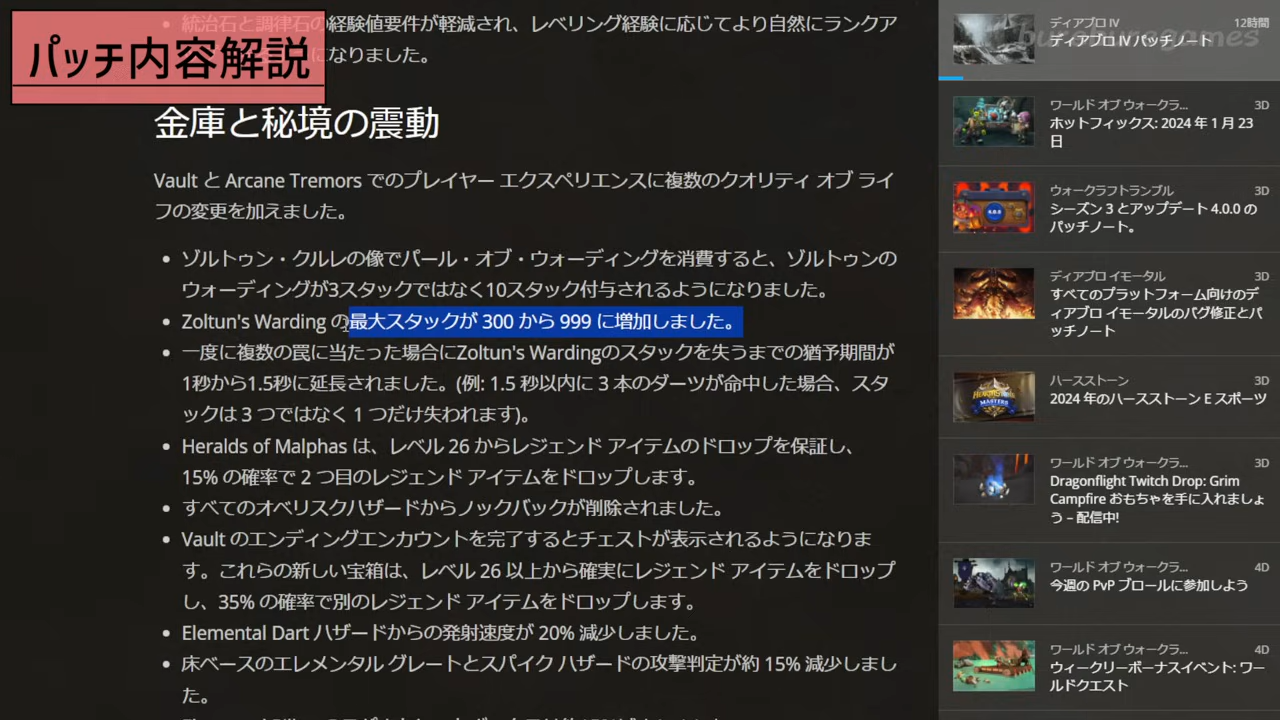 統治石と調律石の経験値要件が軽減され、レベリング経験に応じてより自然にランクア
になりました。
パッチ内容解説
金庫と秘境の震動
Vault と Arcane Tremors でのプレイヤー エクスペリエンスに複数のクオリティ オブ ライ
フの変更を加えました。
ゾルトゥン・クルレの像でパール・オブ・ウォーディングを消費すると、ゾルトゥンの
ウォーディングが3スタックではなく10スタック付与されるようになりました。
Zoltun's Warding の最大スタックが 300 から 999 に増加しました。
一度に複数の罠に当たった場合にZoltun's Wardingのスタックを失うまでの猶予期間が
1秒から1.5秒に延長されました。(例: 1.5 秒以内に 3 本のダーツが命中した場合、スタ
ックは 3 つではなく 1 つだけ失われます)。
Heralds of Malphas は、レベル 26 からレジェンド アイテムのドロップを保証し、
15% の確率で 2 つ目のレジェンド アイテムをドロップします。
すべてのオベリスクハザードからノックバックが削除されました。
Vault のエンディングエンカウントを完了するとチェストが表示されるようになりま
す。これらの新しい宝箱は、レベル 26 以上から確実にレジェンド アイテムをドロップ
し、35% の確率で別のレジェンド アイテムをドロップします。
Elemental Dart ハザードからの発射速度が 20% 減少しました。
床ベースのエレメンタル グレートとスパイク ハザードの攻撃判定が約 15% 減少しまし
た。
ディアブロ IV 12時間
ディアブロ IV パッチノート
ワールド オブ ウォークラ... 3D
ホットフィックス: 2024 年 1 月 23
日
ウォークラフトランブル 3D
シーズン 3 とアップデート 4.0.0 の
パッチノート。
ディアブロ イモータル 3D
すべてのプラットフォーム向けのデ
ィアブロ イモータルのバグ修正とパ
ッチノート
ハースストーン 3D
2024 年のハースストーン E スポーツ
ワールド オブ ウォークラ... 3D
Dragonflight Twitch Drop: Grim
Campfire おもちゃを手に入れましょ
う – 配信中!
ワールド オブ ウォークラ... 4D
今週の PvP ブロールに参加しよう
ワールド オブ ウォークラ... 4D
ウィークリーボーナスイベント: ワー
ルドクエスト